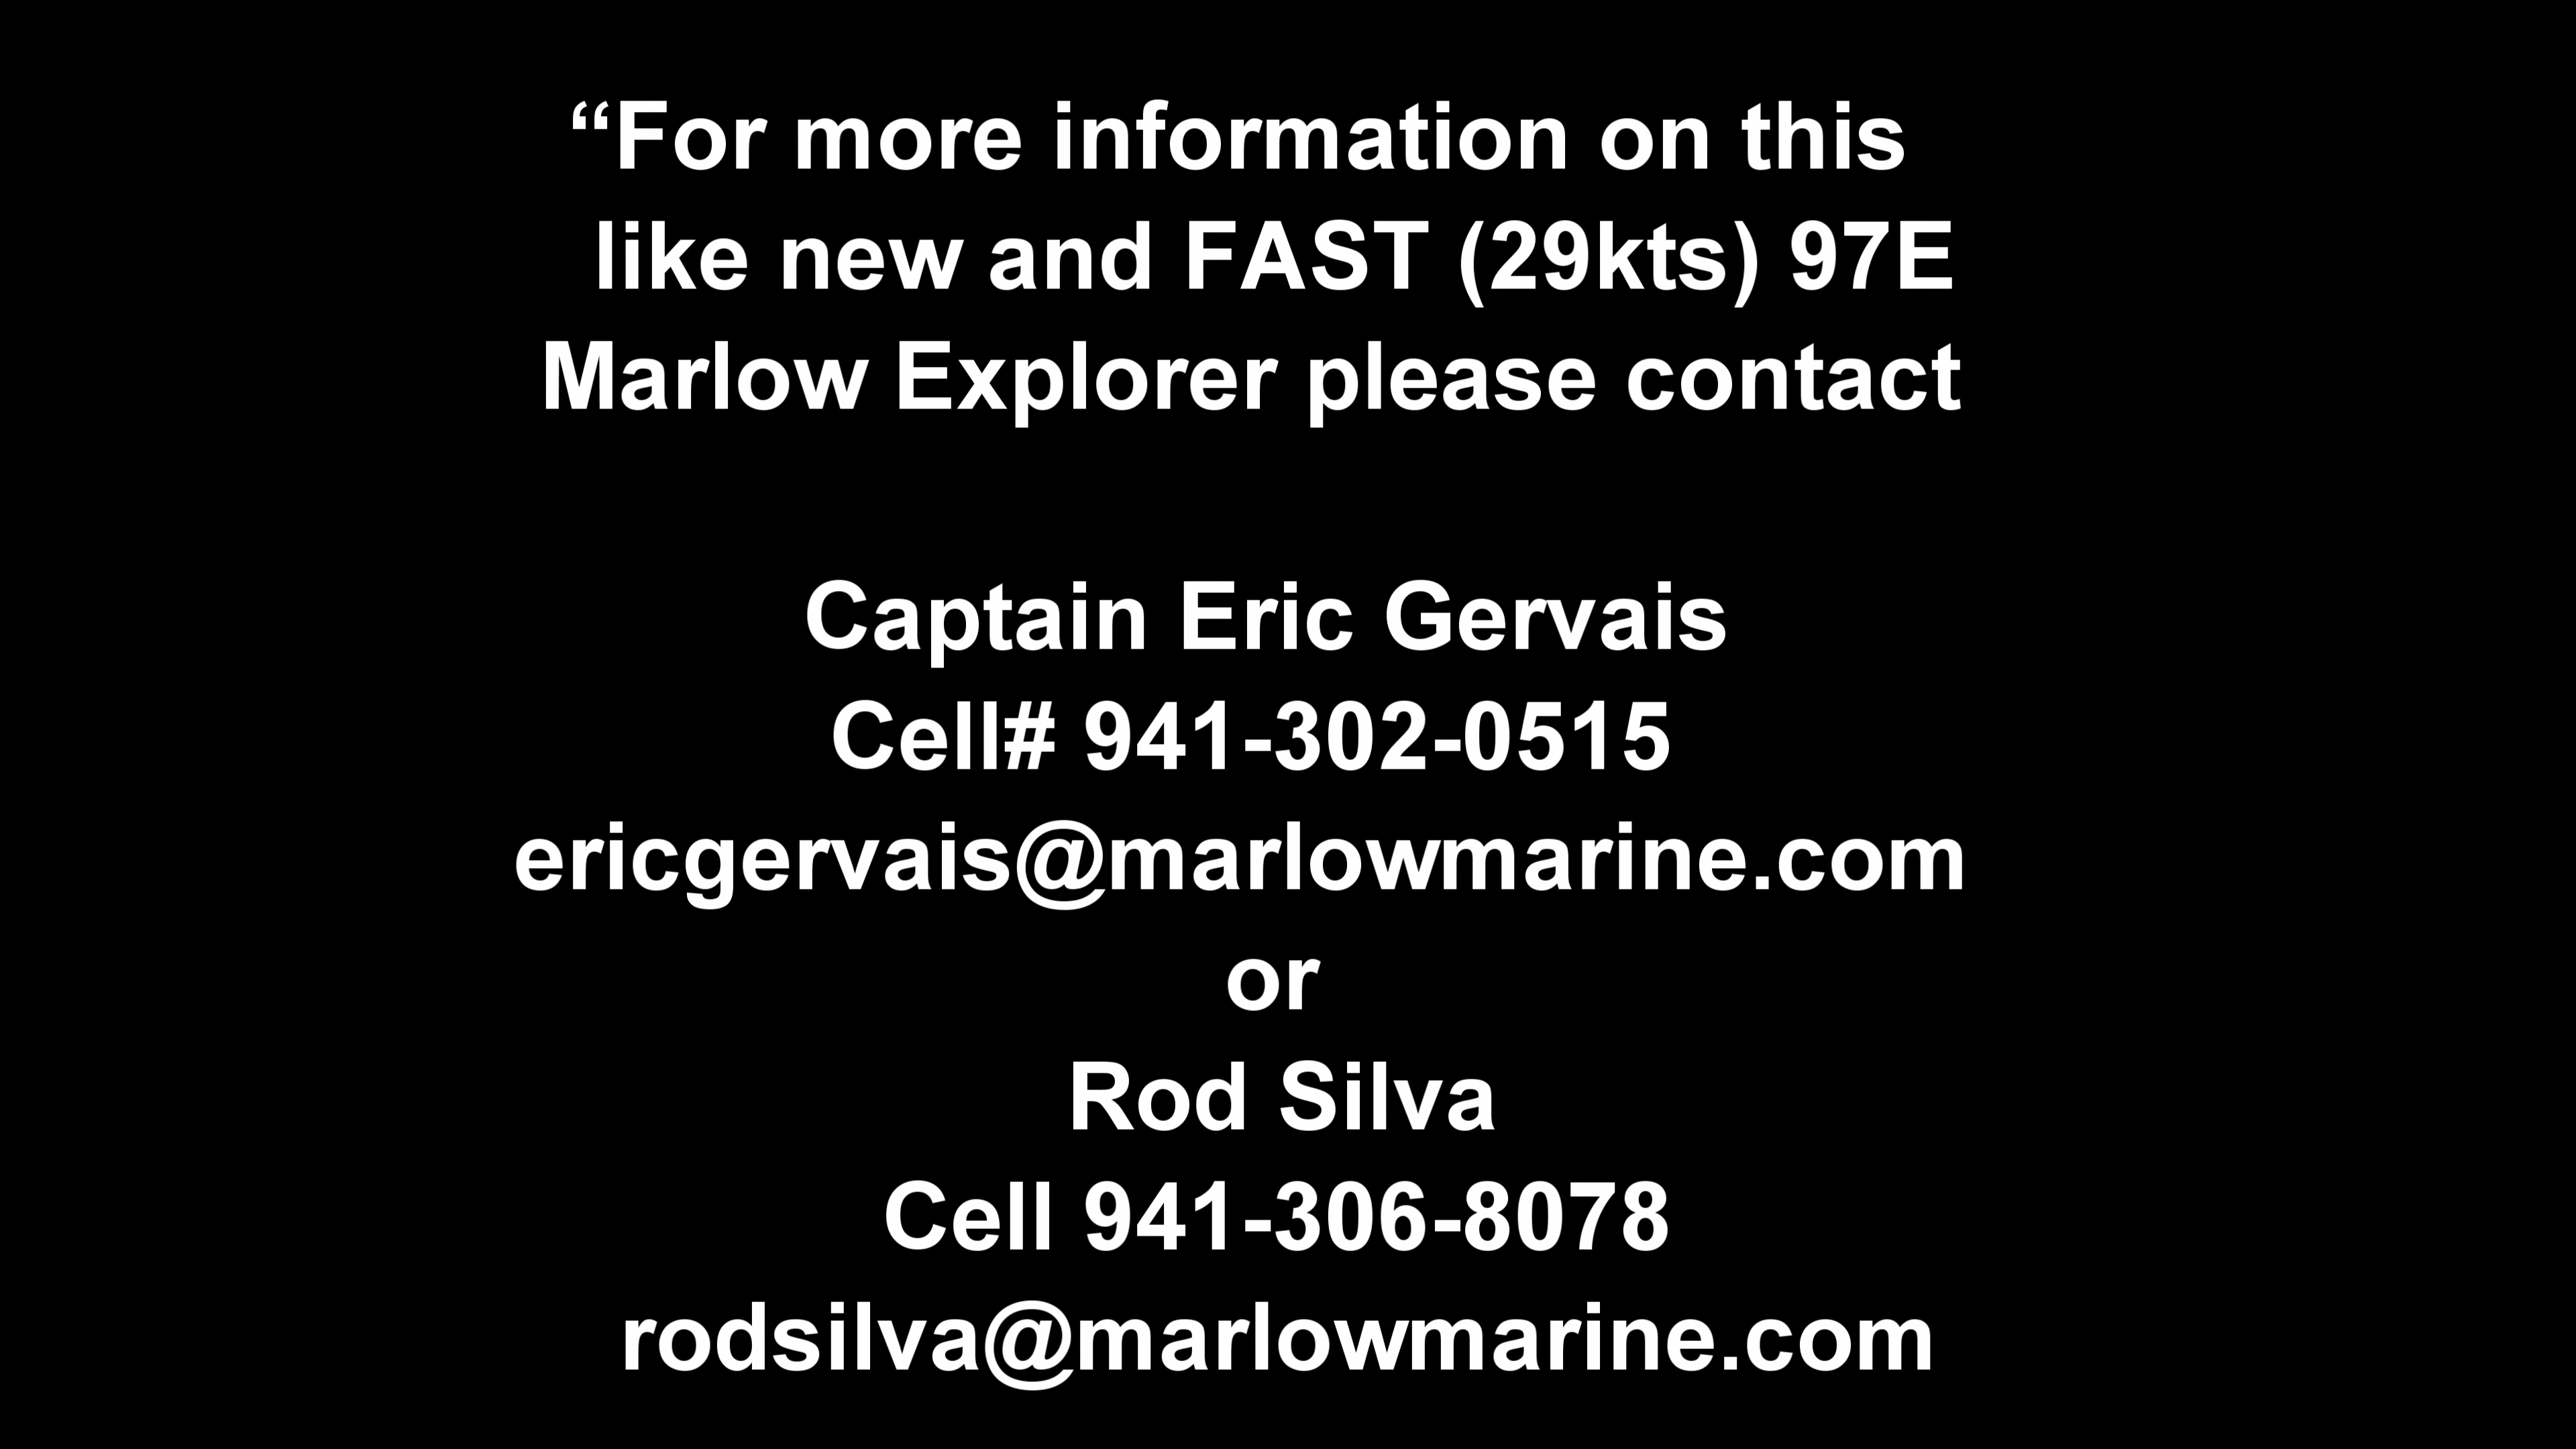 “For more information on this
like new and FAST (29kts) 97E
Marlow Explorer please contact
Captain Eric Gervais
Cell# 941-302-0515
ericgervais@marlowmarine.com
or
Rod Silva
Cell 941-306-8078
rodsilva@marlowmarine.com